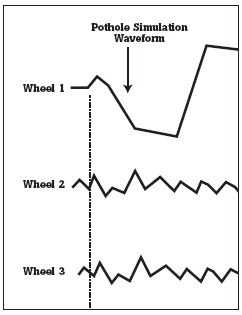 Pothole Simulation
Waveform
Wheel 1
Wheel 2
Wheel 3